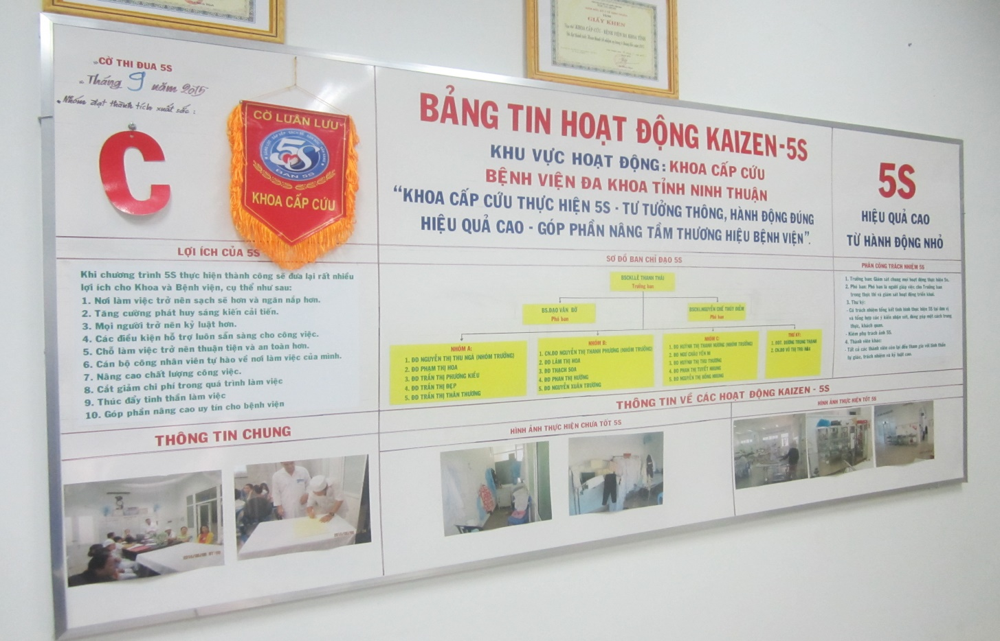 GIẤY KHEN
CỜ THI ĐUA 5S
Tháng 9 năm 2015
Nhóm đạt thành tích xuất sắc:
C
CỜ LUÂN LƯU
5S
BAN 5S
KHOA CẤP CỨU
BẢNG TIN HOẠT ĐỘNG KAIZEN-5S
KHU VỰC HOẠT ĐỘNG: KHOA CẤP CỨU
BỆNH VIỆN ĐA KHOA TỈNH NINH THUẬN
“KHOA CẤP CỨU THỰC HIỆN 5S - TƯ TƯỞNG THÔNG, HÀNH ĐỘNG ĐÚNG
HIỆU QUẢ CAO - GÓP PHẦN NÂNG TẦM THƯƠNG HIỆU BỆNH VIỆN”.
5S
HIỆU QUẢ CAO
TỪ HÀNH ĐỘNG NHỎ
LỢI ÍCH CỦA 5S
Khi chương trình 5S thực hiện thành công sẽ đưa lại rất nhiều
lợi ích cho Khoa và Bệnh viện, cụ thể như sau:
1. Nơi làm việc trở nên sạch sẽ hơn và ngăn nắp hơn.
2. Tăng cường phát huy sáng kiến cải tiến.
3. Mọi người trở nên kỷ luật hơn.
4. Các điều kiện hỗ trợ luôn sẵn sàng cho công việc.
5. Chỗ làm việc trở nên thuận tiện và an toàn hơn.
6. Cán bộ công nhân viên tự hào về nơi làm việc của mình.
7. Nâng cao chất lượng công việc.
8. Cắt giảm chi phí trong quá trình làm việc
9. Thúc đẩy tinh thần làm việc
10. Góp phần nâng cao uy tín cho bệnh viện
SƠ ĐỒ BAN CHỈ ĐẠO 5S
BSCKI.LÊ THANH THÁI
Trưởng ban
BS.ĐẠO VĂN ĐỠ
Phó ban
BSCKI.NGUYỄN CHẾ THÚY DIỄM
Phó ban
NHÓM A:
1. ĐD NGUYỄN THỊ THU NGÀ (NHÓM TRƯỞNG)
2. ĐD PHẠM THỊ HOA
3. ĐD TRẦN THỊ PHƯƠNG KIỀU
4. ĐD TRẦN THỊ ĐẸP
5. ĐD TRẦN THỊ THÂN THƯƠNG
NHÓM B:
1. CN.ĐD NGUYỄN THỊ THANH PHƯỢNG (NHÓM TRƯỞNG)
2. ĐD LÂM THỊ HOA
3. ĐD THẠCH SOA
4. ĐD PHAN THỊ HƯỜNG
5. ĐD NGUYỄN XUÂN TRƯỜNG
NHÓM C:
1. ĐD HUỲNH THỊ THANH HƯƠNG (NHÓM TRƯỞNG)
2. ĐD NGÔ CHÂU YẾN NI
3. ĐD HUỲNH THỊ THU THƯƠNG
4. ĐD PHAN THỊ TUYẾT NHUNG
5. ĐD NGUYỄN THỊ HỒNG NHUNG
THƯ KÝ:
1. ĐDT. DƯƠNG TRUNG THÀNH
2. CN.ĐD VÕ THỊ THU NGA
PHÂN CÔNG TRÁCH NHIỆM 5S
1. Trưởng ban: Giám sát chung mọi hoạt động thực hiện 5s.
2. Phó ban: Phó ban là người giúp việc cho Trưởng ban
trong thực thi và giám sát hoạt động triển khai.
3. Thư ký:
- Có trách nhiệm tổng kết tình hình thực hiện 5S tại đơn vị
và tổng hợp các ý kiến nhận xét, đóng góp một cách trung
thực, khách quan.
- Kiêm phụ trách ảnh 5S.
4. Thành viên khác:
- Tất cả các thành viên còn lại đều tham gia với tinh thần
tự giác, trách nhiệm và kỷ luật cao.
THÔNG TIN CHUNG
THÔNG TIN VỀ CÁC HOẠT ĐỘNG KAIZEN - 5S
HÌNH ẢNH THỰC HIỆN CHƯA TỐT 5S
HÌNH ẢNH THỰC HIỆN TỐT 5S